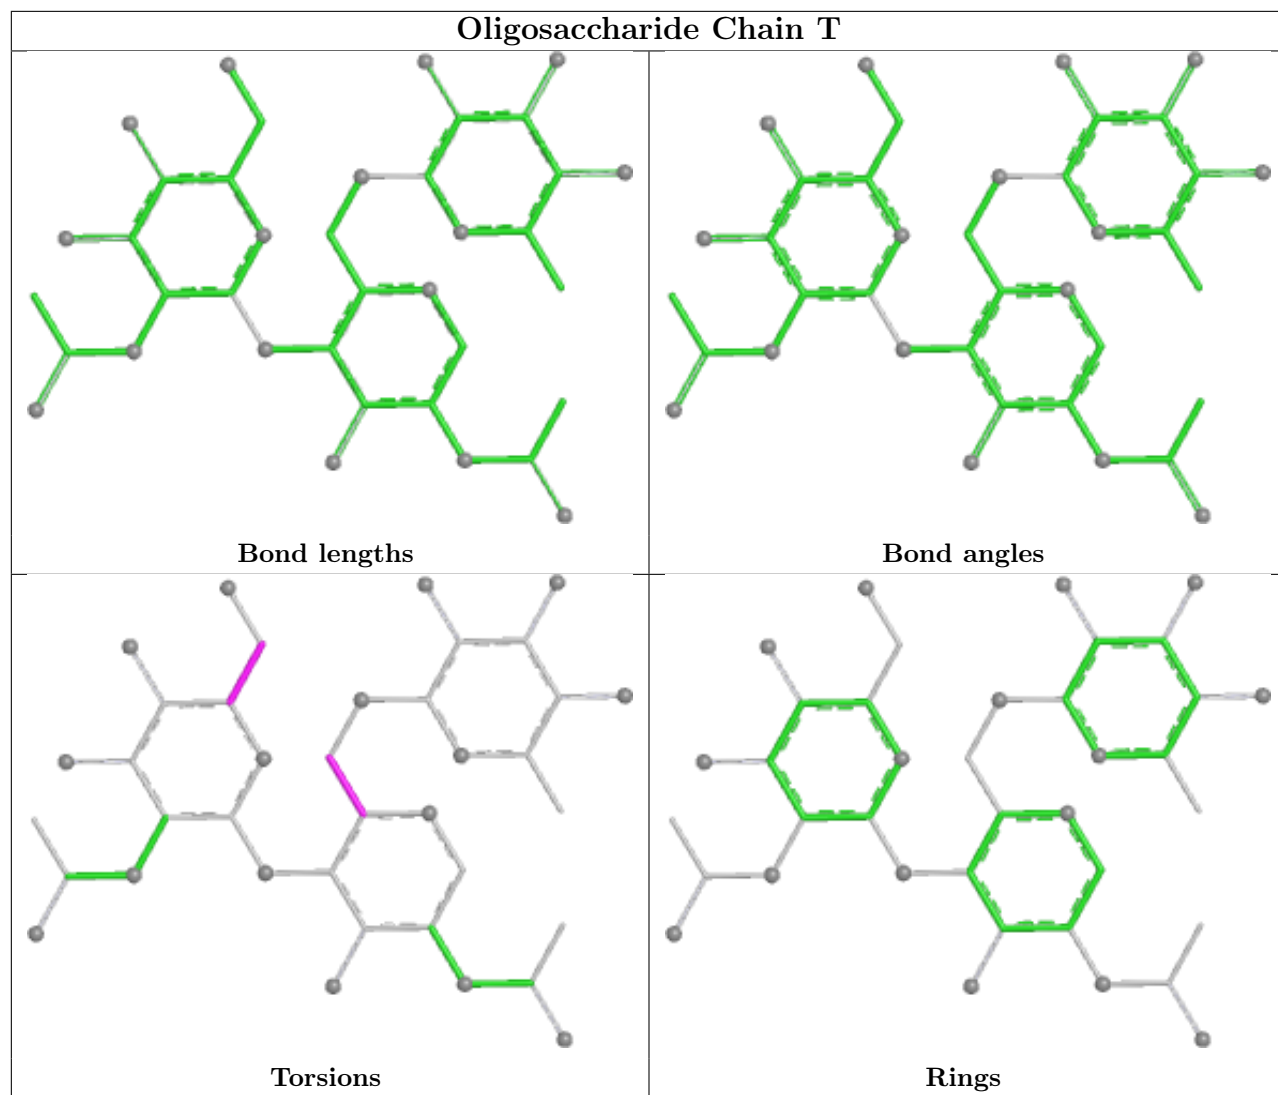 Oligosaccharide Chain T
Bond lengths
Bond angles
Torsions
Rings